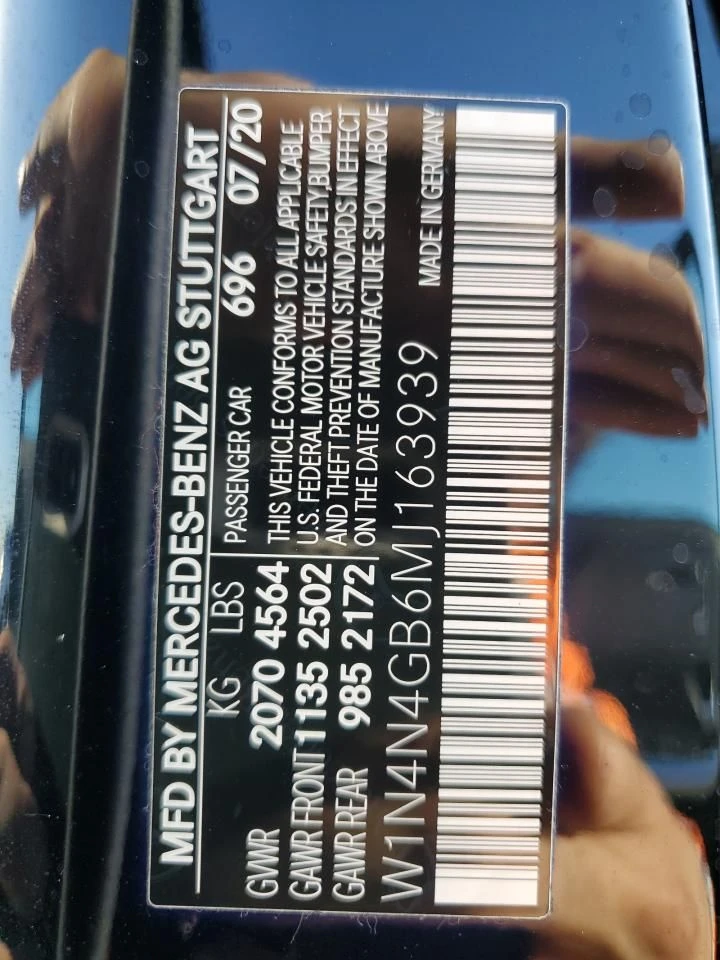 MFD BY MERCEDES-BENZ AG STUTTGART
KG LBS PASSENGER CAR 696 07/20
GVWR 2070 4564 THIS VEHICLE CONFORMS TO ALL APPLICABLE
GAWR FRONT 1135 2502 U.S. FEDERAL MOTOR VEHICLE SAFETY,BUMPER
GAWR REAR 985 2172 AND THEFT PREVENTION STANDARDS IN EFFECT
ON THE DATE OF MANUFACTURE SHOWN ABOVE
W1N4N4GB6MJ163939 MADE IN GERMANY